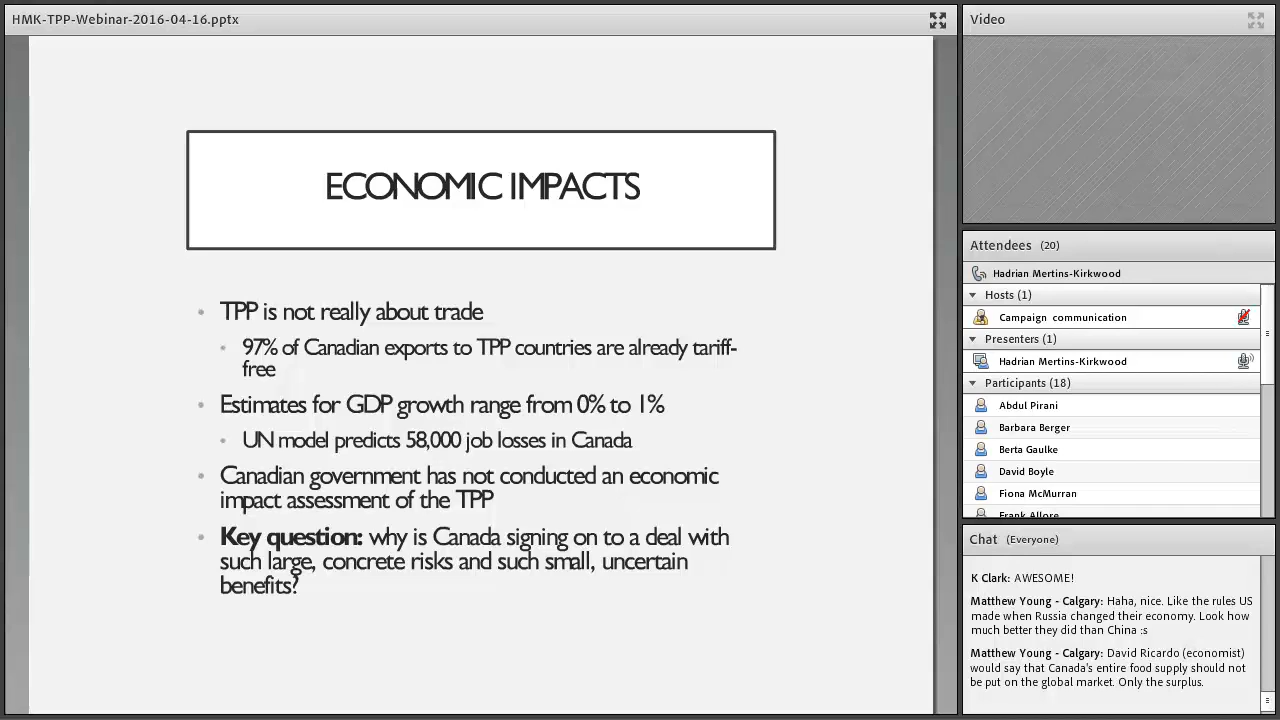 HMK-TPP-Webinar-2016-04-16.pptx
ECONOMIC IMPACTS
• TPP is not really about trade
• 97% of Canadian exports to TPP countries are already tariff-
free
• Estimates for GDP growth range from 0% to 1%
• UN model predicts 58,000 job losses in Canada
• Canadian government has not conducted an economic
impact assessment of the TPP
• Key question: why is Canada signing on to a deal with
such large, concrete risks and such small, uncertain
benefits?
Video
Attendees (20)
Hadrian Mertins-Kirkwood
Hosts (1)
Campaign communication
Presenters (1)
Hadrian Mertins-Kirkwood
Participants (18)
Abdul Pirani
Barbara Berger
Berta Gaulke
David Boyle
Fiona McMurran
Frank Allore
Chat (Everyone)
K Clark: AWESOME!
Matthew Young - Calgary: Haha, nice. Like the rules US
made when Russia changed their economy. Look how
much better they did than China :s
Matthew Young - Calgary: David Ricardo (economist)
would say that Canada's entire food supply should not
be put on the global market. Only the surplus.